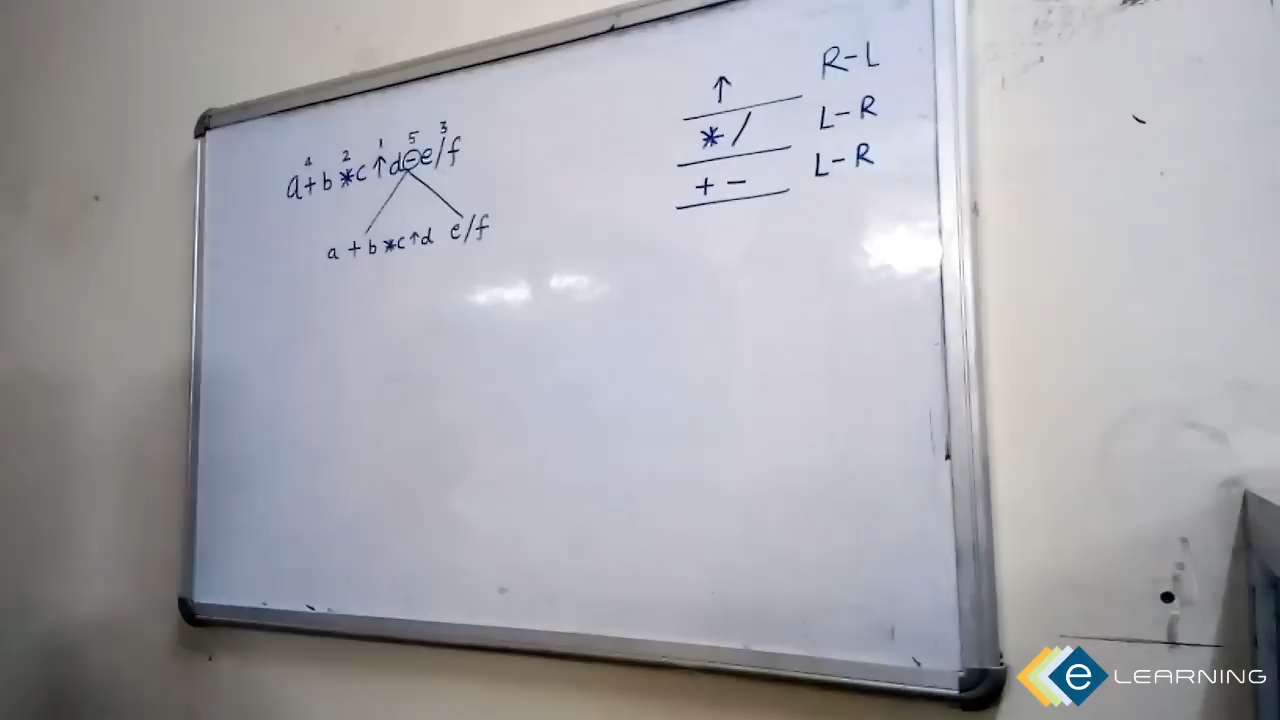 4 2 1 5 3
a+b*c↑d-e/f
a+b*c↑d e/f
↑ R-L
* / L-R
+ - L-R
e LEARNING